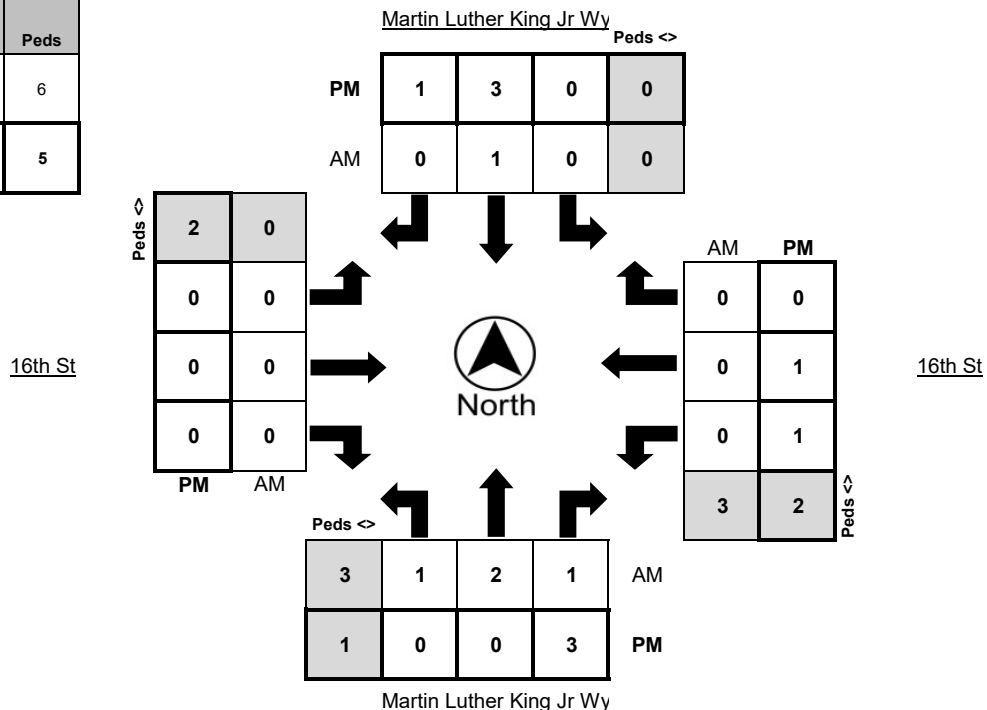 Peds
6
5
Martin Luther King Jr Wy
Peds <>
PM 1 3 0 0
AM 0 1 0 0
Peds <> 2 0
0 0
0 0
0 0
PM AM
16th St
North
AM PM
0 0
0 1
0 1
3 2 Peds <>
16th St
Peds <>
3 1 2 1 AM
1 0 0 3 PM
Martin Luther King Jr Wy